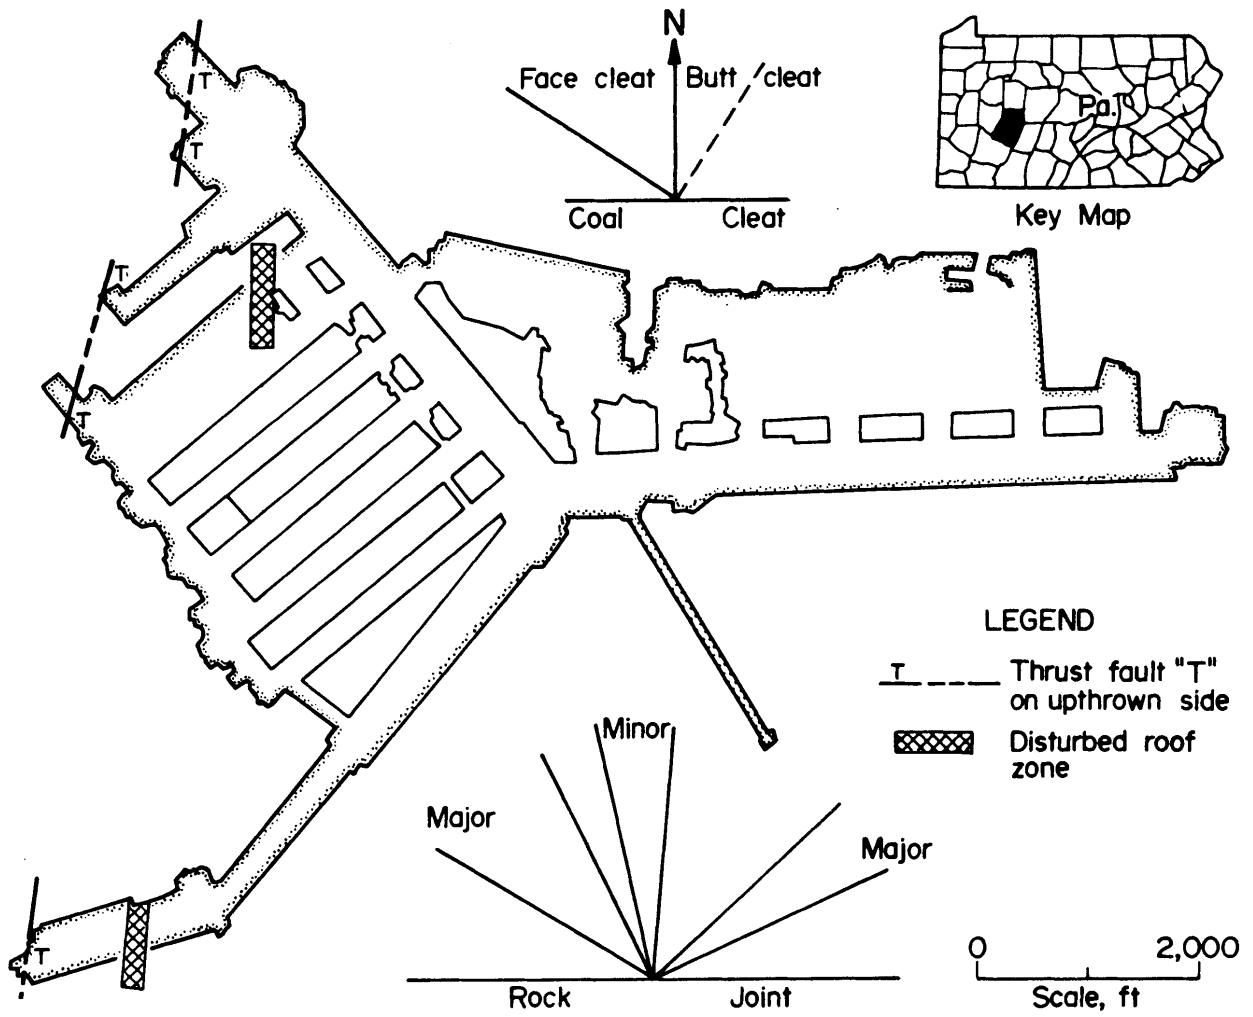 N
Face cleat Butt cleat
Coal Cleat
Pa.
Key Map
T
T
T
T
LEGEND
T Thrust fault "T"
on upthrown side
Disturbed roof
zone
Minor
Major
Major
T
Rock Joint
0 2,000
Scale, ft